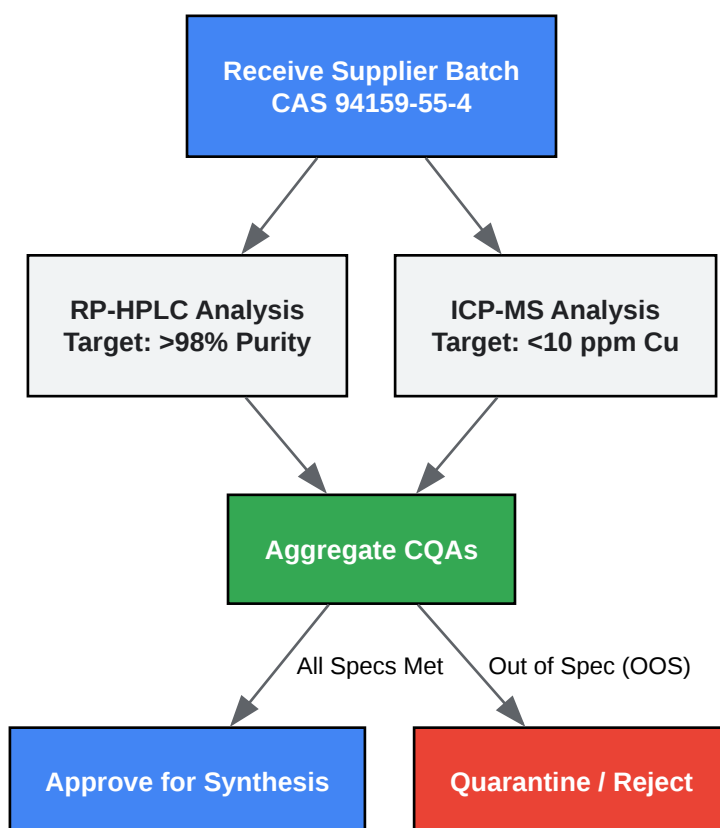 Receive Supplier Batch
CAS 94159-55-4
RP-HPLC Analysis
Target: >98% Purity
ICP-MS Analysis
Target: <10 ppm Cu
Aggregate CQAs
All Specs Met
Out of Spec (OOS)
Approve for Synthesis
Quarantine / Reject